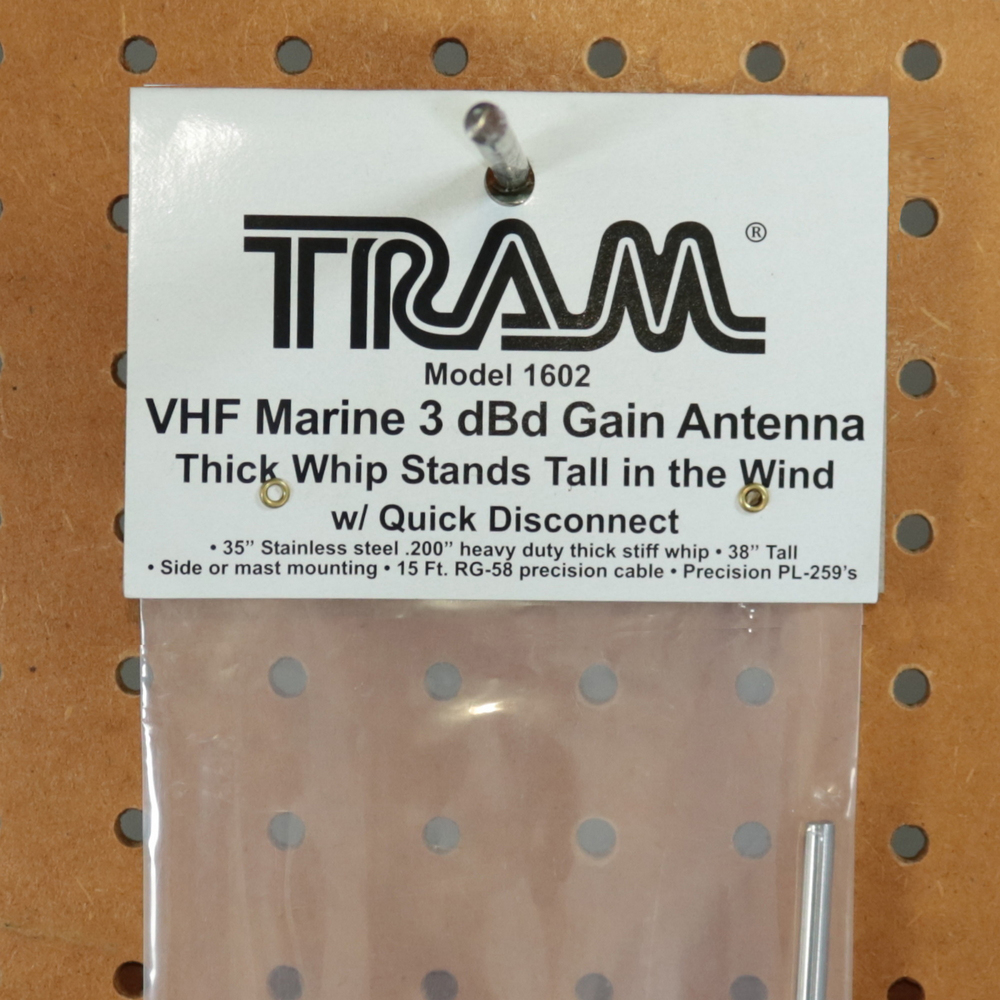 TRAM®
Model 1602
VHF Marine 3 dBd Gain Antenna
Thick Whip Stands Tall in the Wind
w/ Quick Disconnect
• 35” Stainless steel .200” heavy duty thick stiff whip • 38” Tall
• Side or mast mounting • 15 Ft. RG-58 precision cable • Precision PL-259’s